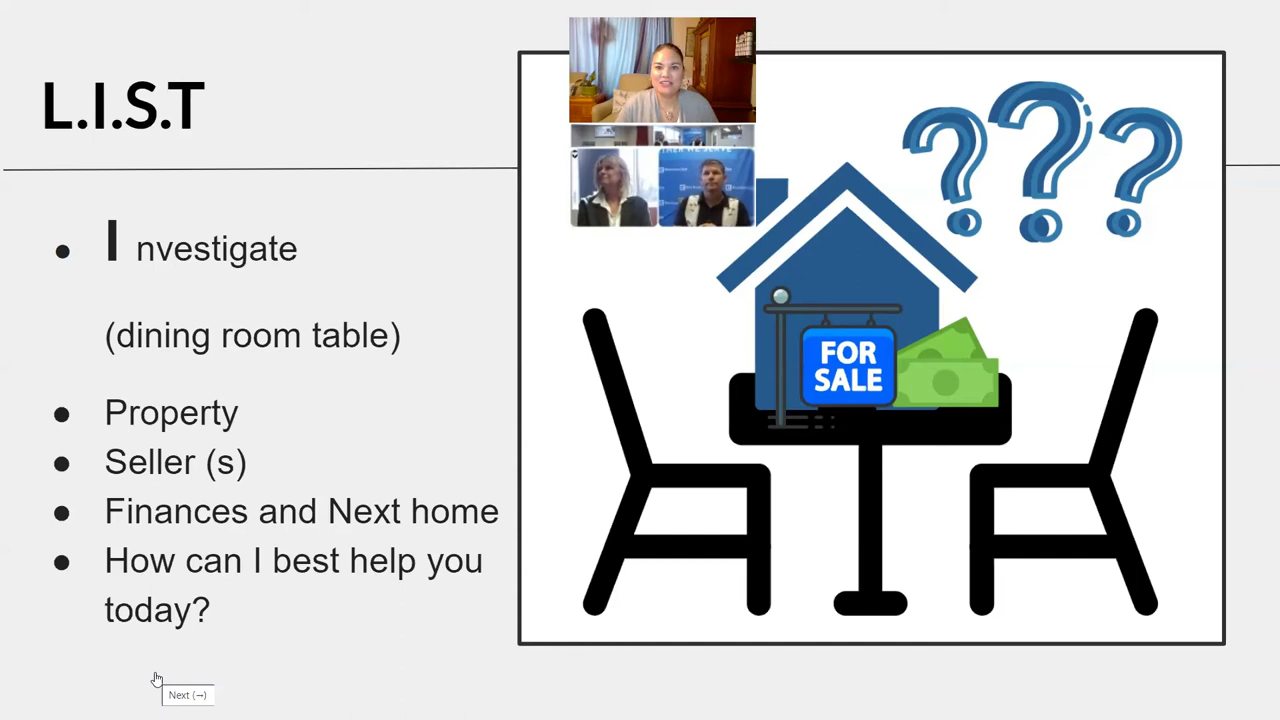 L.I.S.T
I nvestigate
(dining room table)
Property
Seller (s)
Finances and Next home
How can I best help you
today?
FOR
SALE
Next (→)